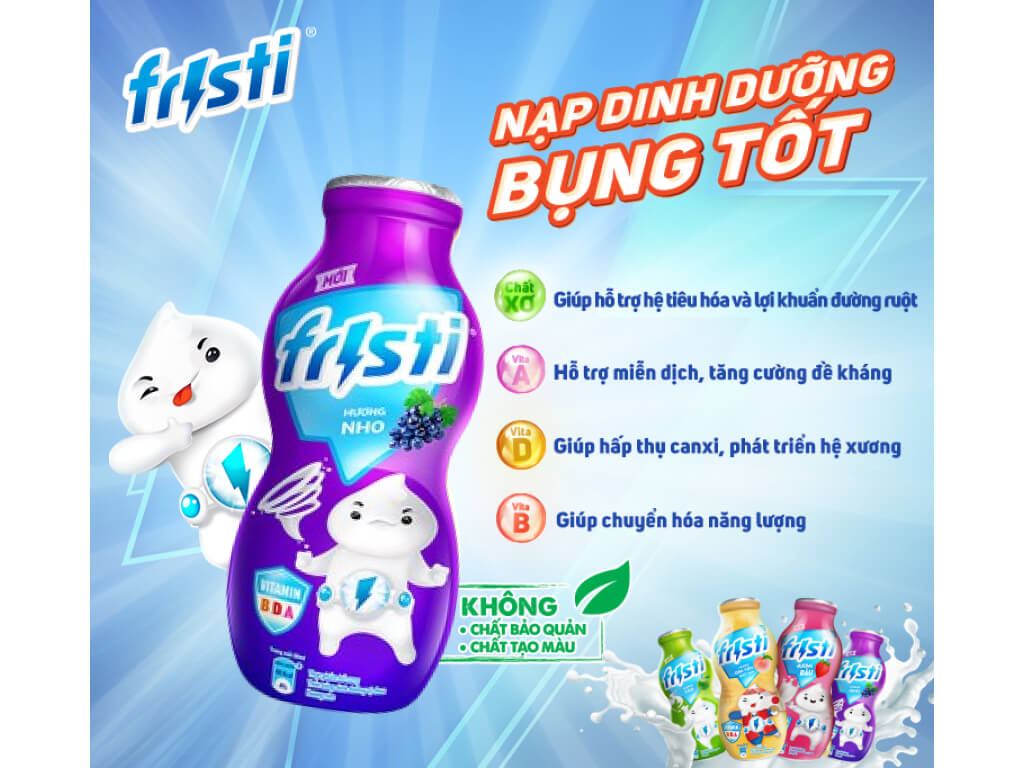 fristi®
NẠP DINH DƯỠNG
BỤNG TỐT
MỚI
fristi®
HƯƠNG
NHO
VITAMIN
B D A
Chất
XƠ
Giúp hỗ trợ hệ tiêu hóa và lợi khuẩn đường ruột
Vita
A
Hỗ trợ miễn dịch, tăng cường đề kháng
Vita
D
Giúp hấp thụ canxi, phát triển hệ xương
Vita
B
Giúp chuyển hóa năng lượng
KHÔNG
• CHẤT BẢO QUẢN
• CHẤT TẠO MÀU
fristi
fristi
fristi
DÂU
fristi